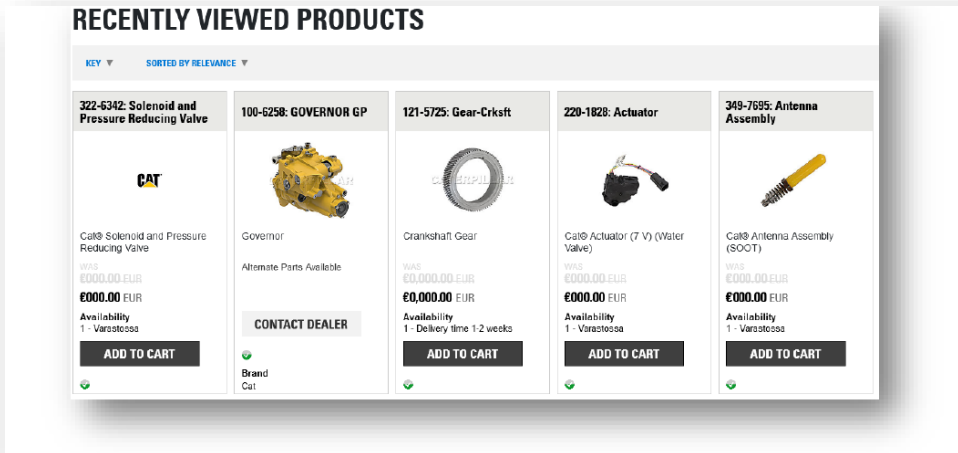 RECENTLY VIEWED PRODUCTS
KEY ▼ SORTED BY RELEVANCE ▼
322-6342: Solenoid and
Pressure Reducing Valve
CAT
Cat® Solenoid and Pressure
Reducing Valve
WAS
€000.00 EUR
€000.00 EUR
Availability
1 - Varastossa
ADD TO CART
100-6258: GOVERNOR GP
CATERPILLAR
Governor
Alternate Parts Available
CONTACT DEALER
Brand
Cat
121-5725: Gear-Crksft
CATERPILLAR
Crankshaft Gear
WAS
€0,000.00 EUR
€0,000.00 EUR
Availability
1 - Delivery time 1-2 weeks
ADD TO CART
220-1828: Actuator
Cat® Actuator (7 V) (Water
Valve)
WAS
€000.00 EUR
€000.00 EUR
Availability
1 - Varastossa
ADD TO CART
349-7695: Antenna
Assembly
Cat® Antenna Assembly
(SOOT)
WAS
€000.00 EUR
€000.00 EUR
Availability
1 - Varastossa
ADD TO CART